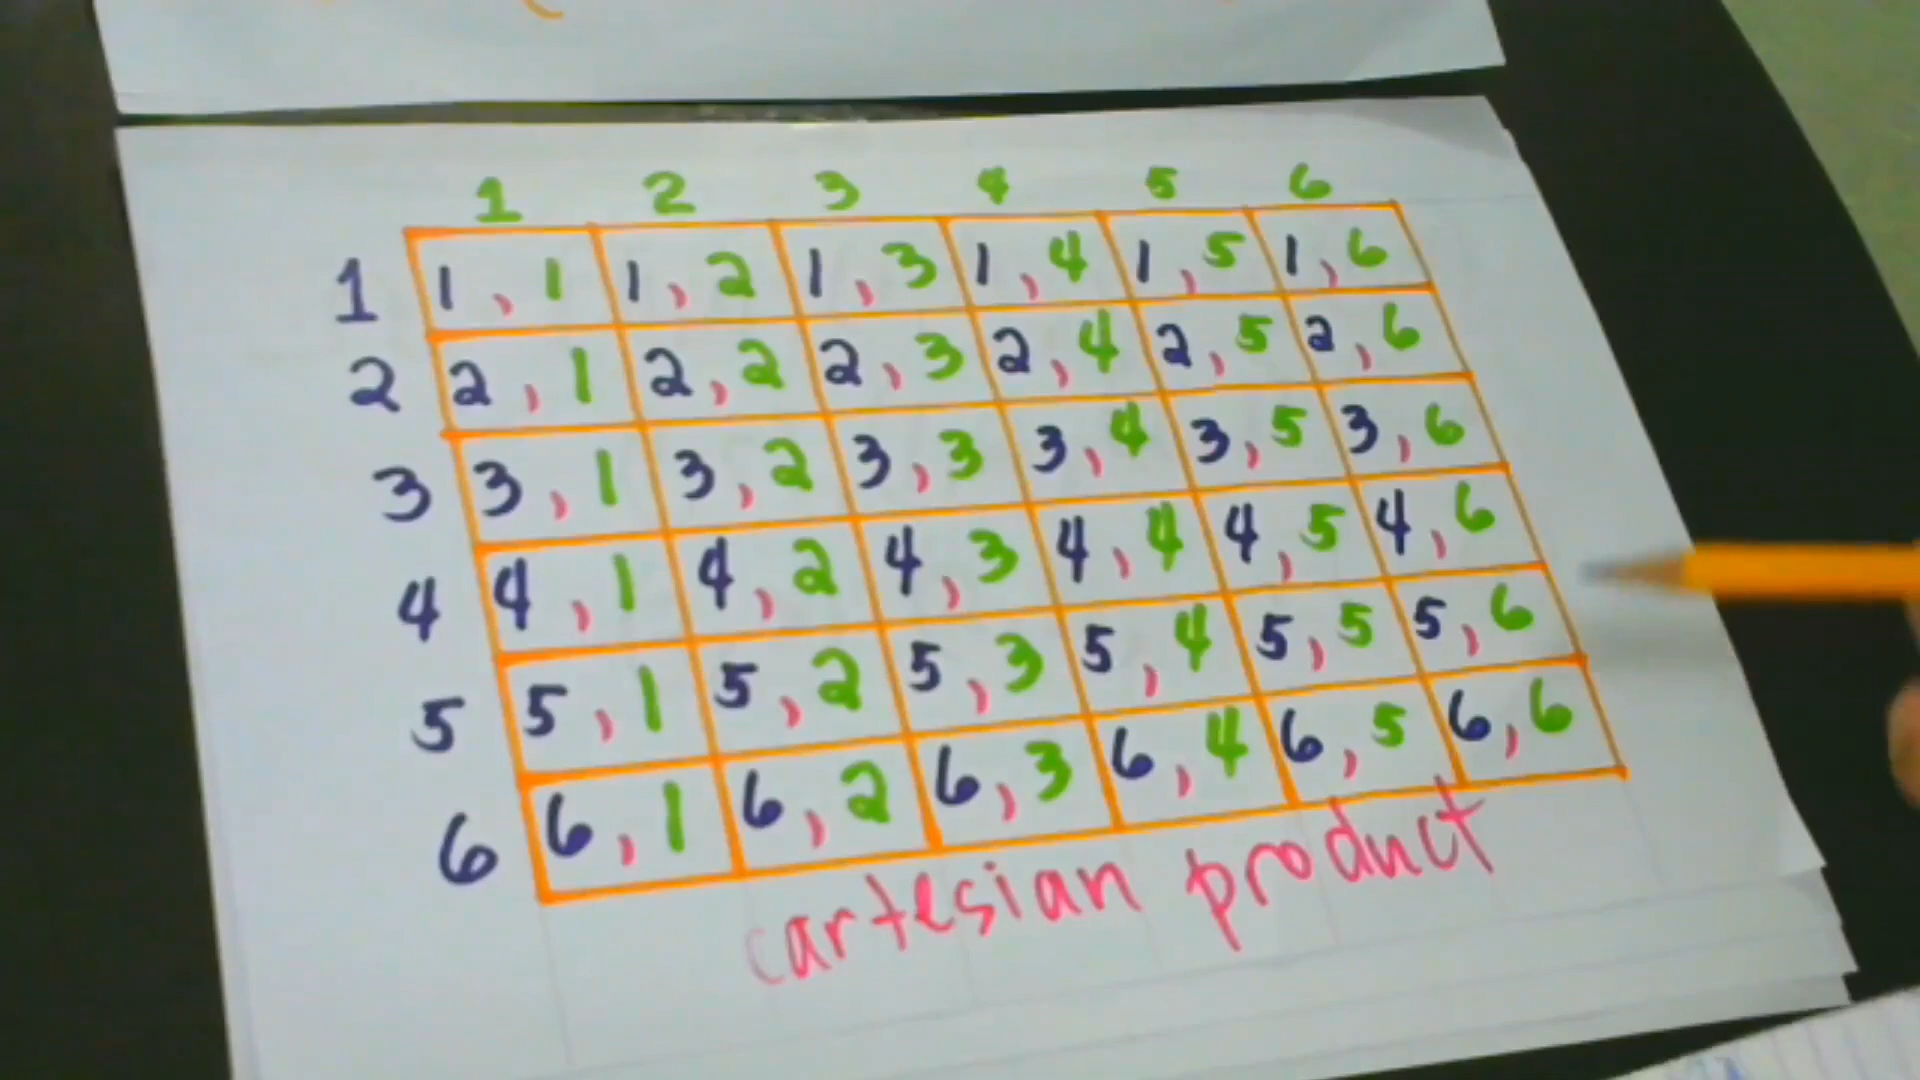 1 2 3 4 5 6
1 1,1 1,2 1,3 1,4 1,5 1,6
2 2,1 2,2 2,3 2,4 2,5 2,6
3 3,1 3,2 3,3 3,4 3,5 3,6
4 4,1 4,2 4,3 4,4 4,5 4,6
5 5,1 5,2 5,3 5,4 5,5 5,6
6 6,1 6,2 6,3 6,4 6,5 6,6
cartesian product